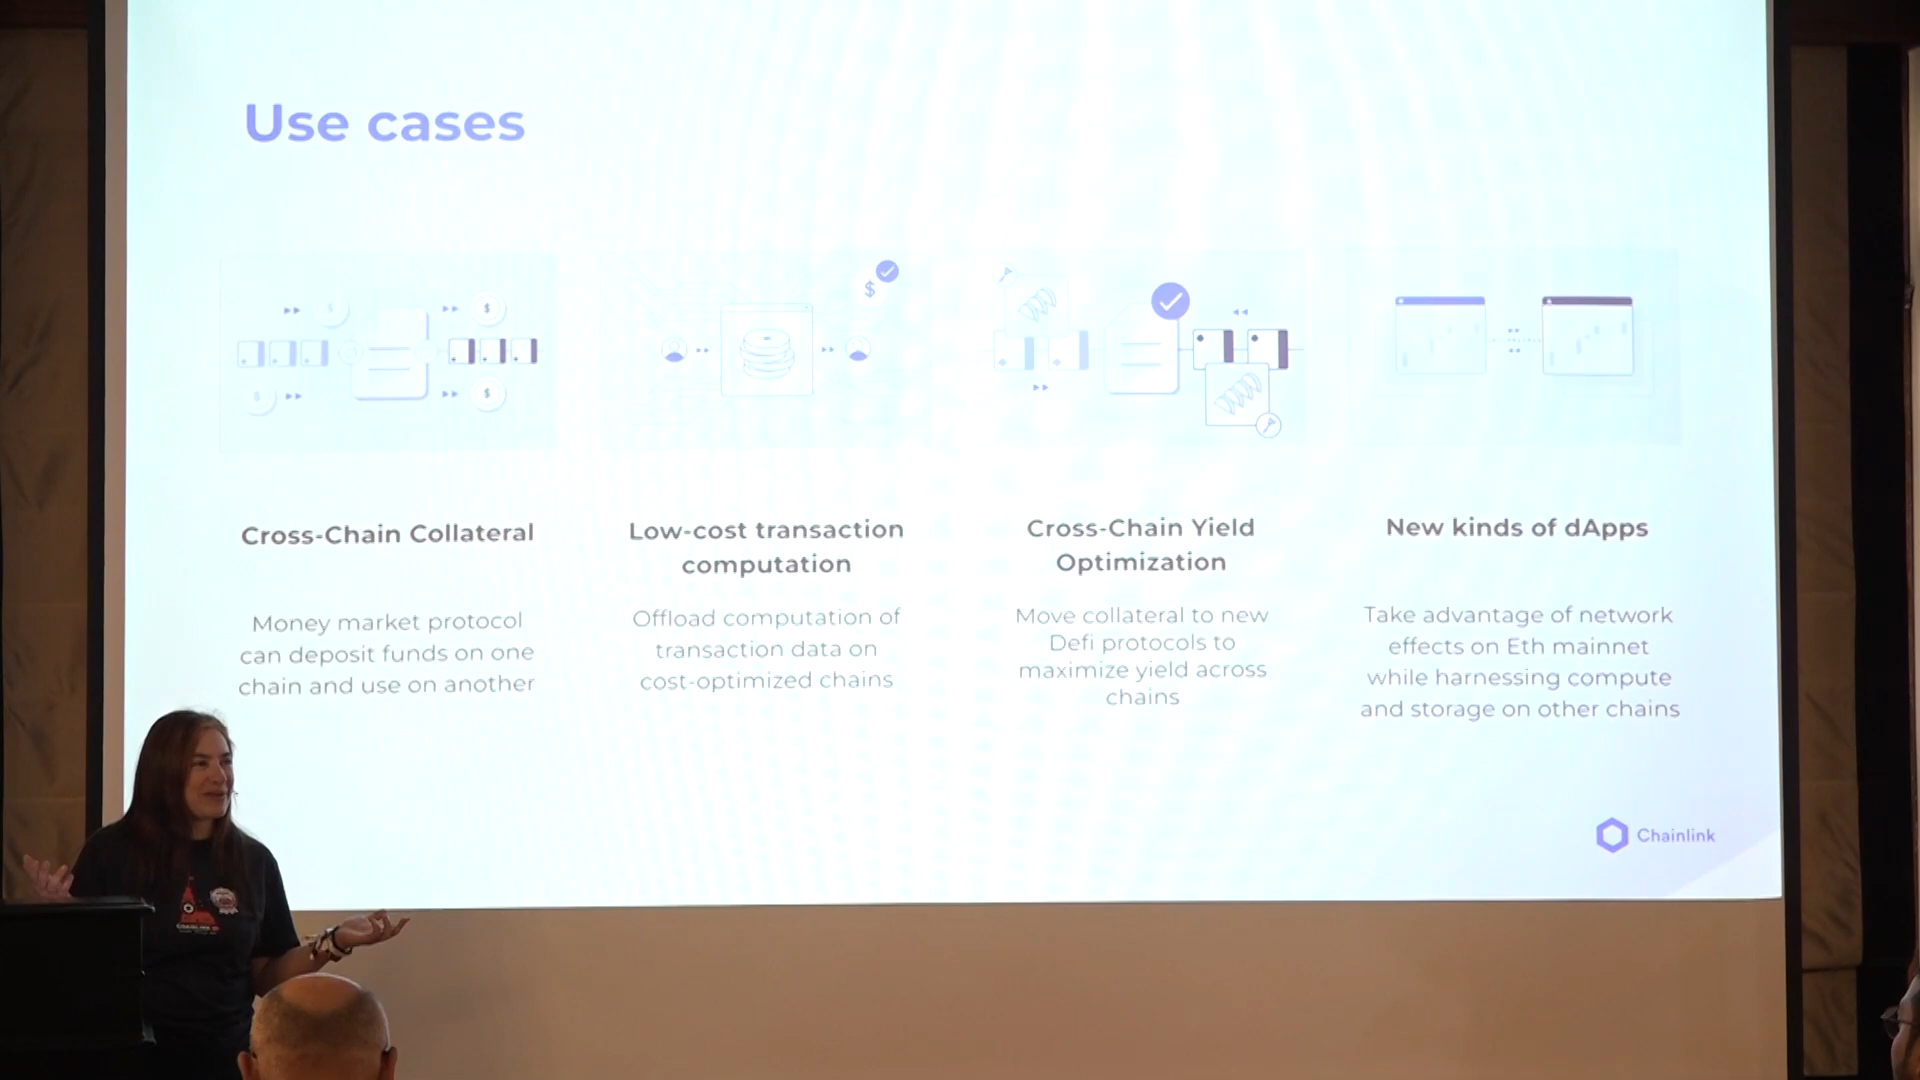 Use cases
Cross-Chain Collateral
Money market protocol
can deposit funds on one
chain and use on another
Low-cost transaction
computation
Offload computation of
transaction data on
cost-optimized chains
Cross-Chain Yield
Optimization
Move collateral to new
Defi protocols to
maximize yield across
chains
New kinds of dApps
Take advantage of network
effects on Eth mainnet
while harnessing compute
and storage on other chains
Chainlink